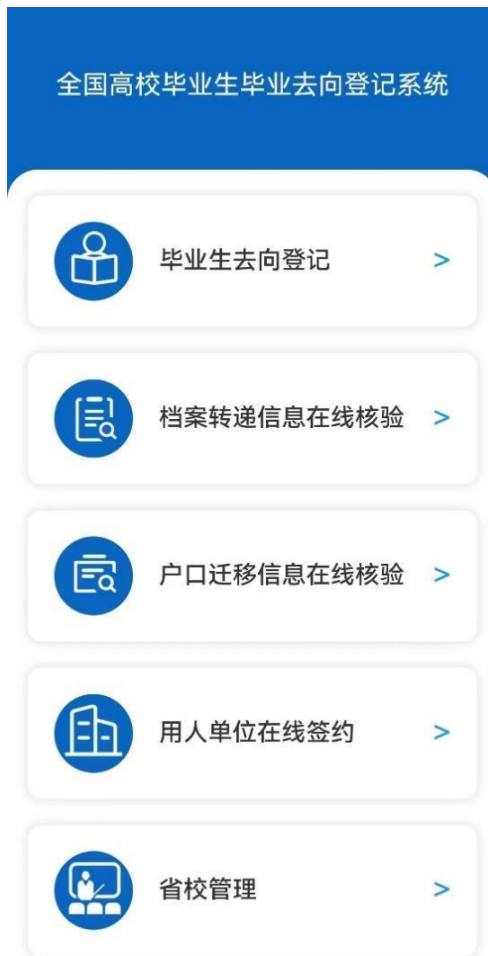 全国高校毕业生毕业去向登记系统
毕业生去向登记 >
档案转递信息在线核验 >
户口迁移信息在线核验 >
用人单位在线签约 >
省校管理 >